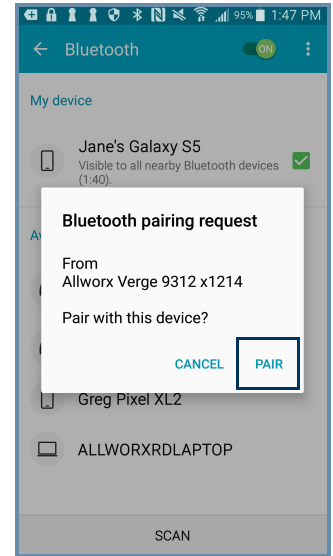 95% 1:47 PM
Bluetooth ON
My device
Jane's Galaxy S5
Visible to all nearby Bluetooth devices
(1:40).
Bluetooth pairing request
From
Allworx Verge 9312 x1214
Pair with this device?
CANCEL PAIR
Greg Pixel XL2
ALLWORXRDLAPTOP
SCAN